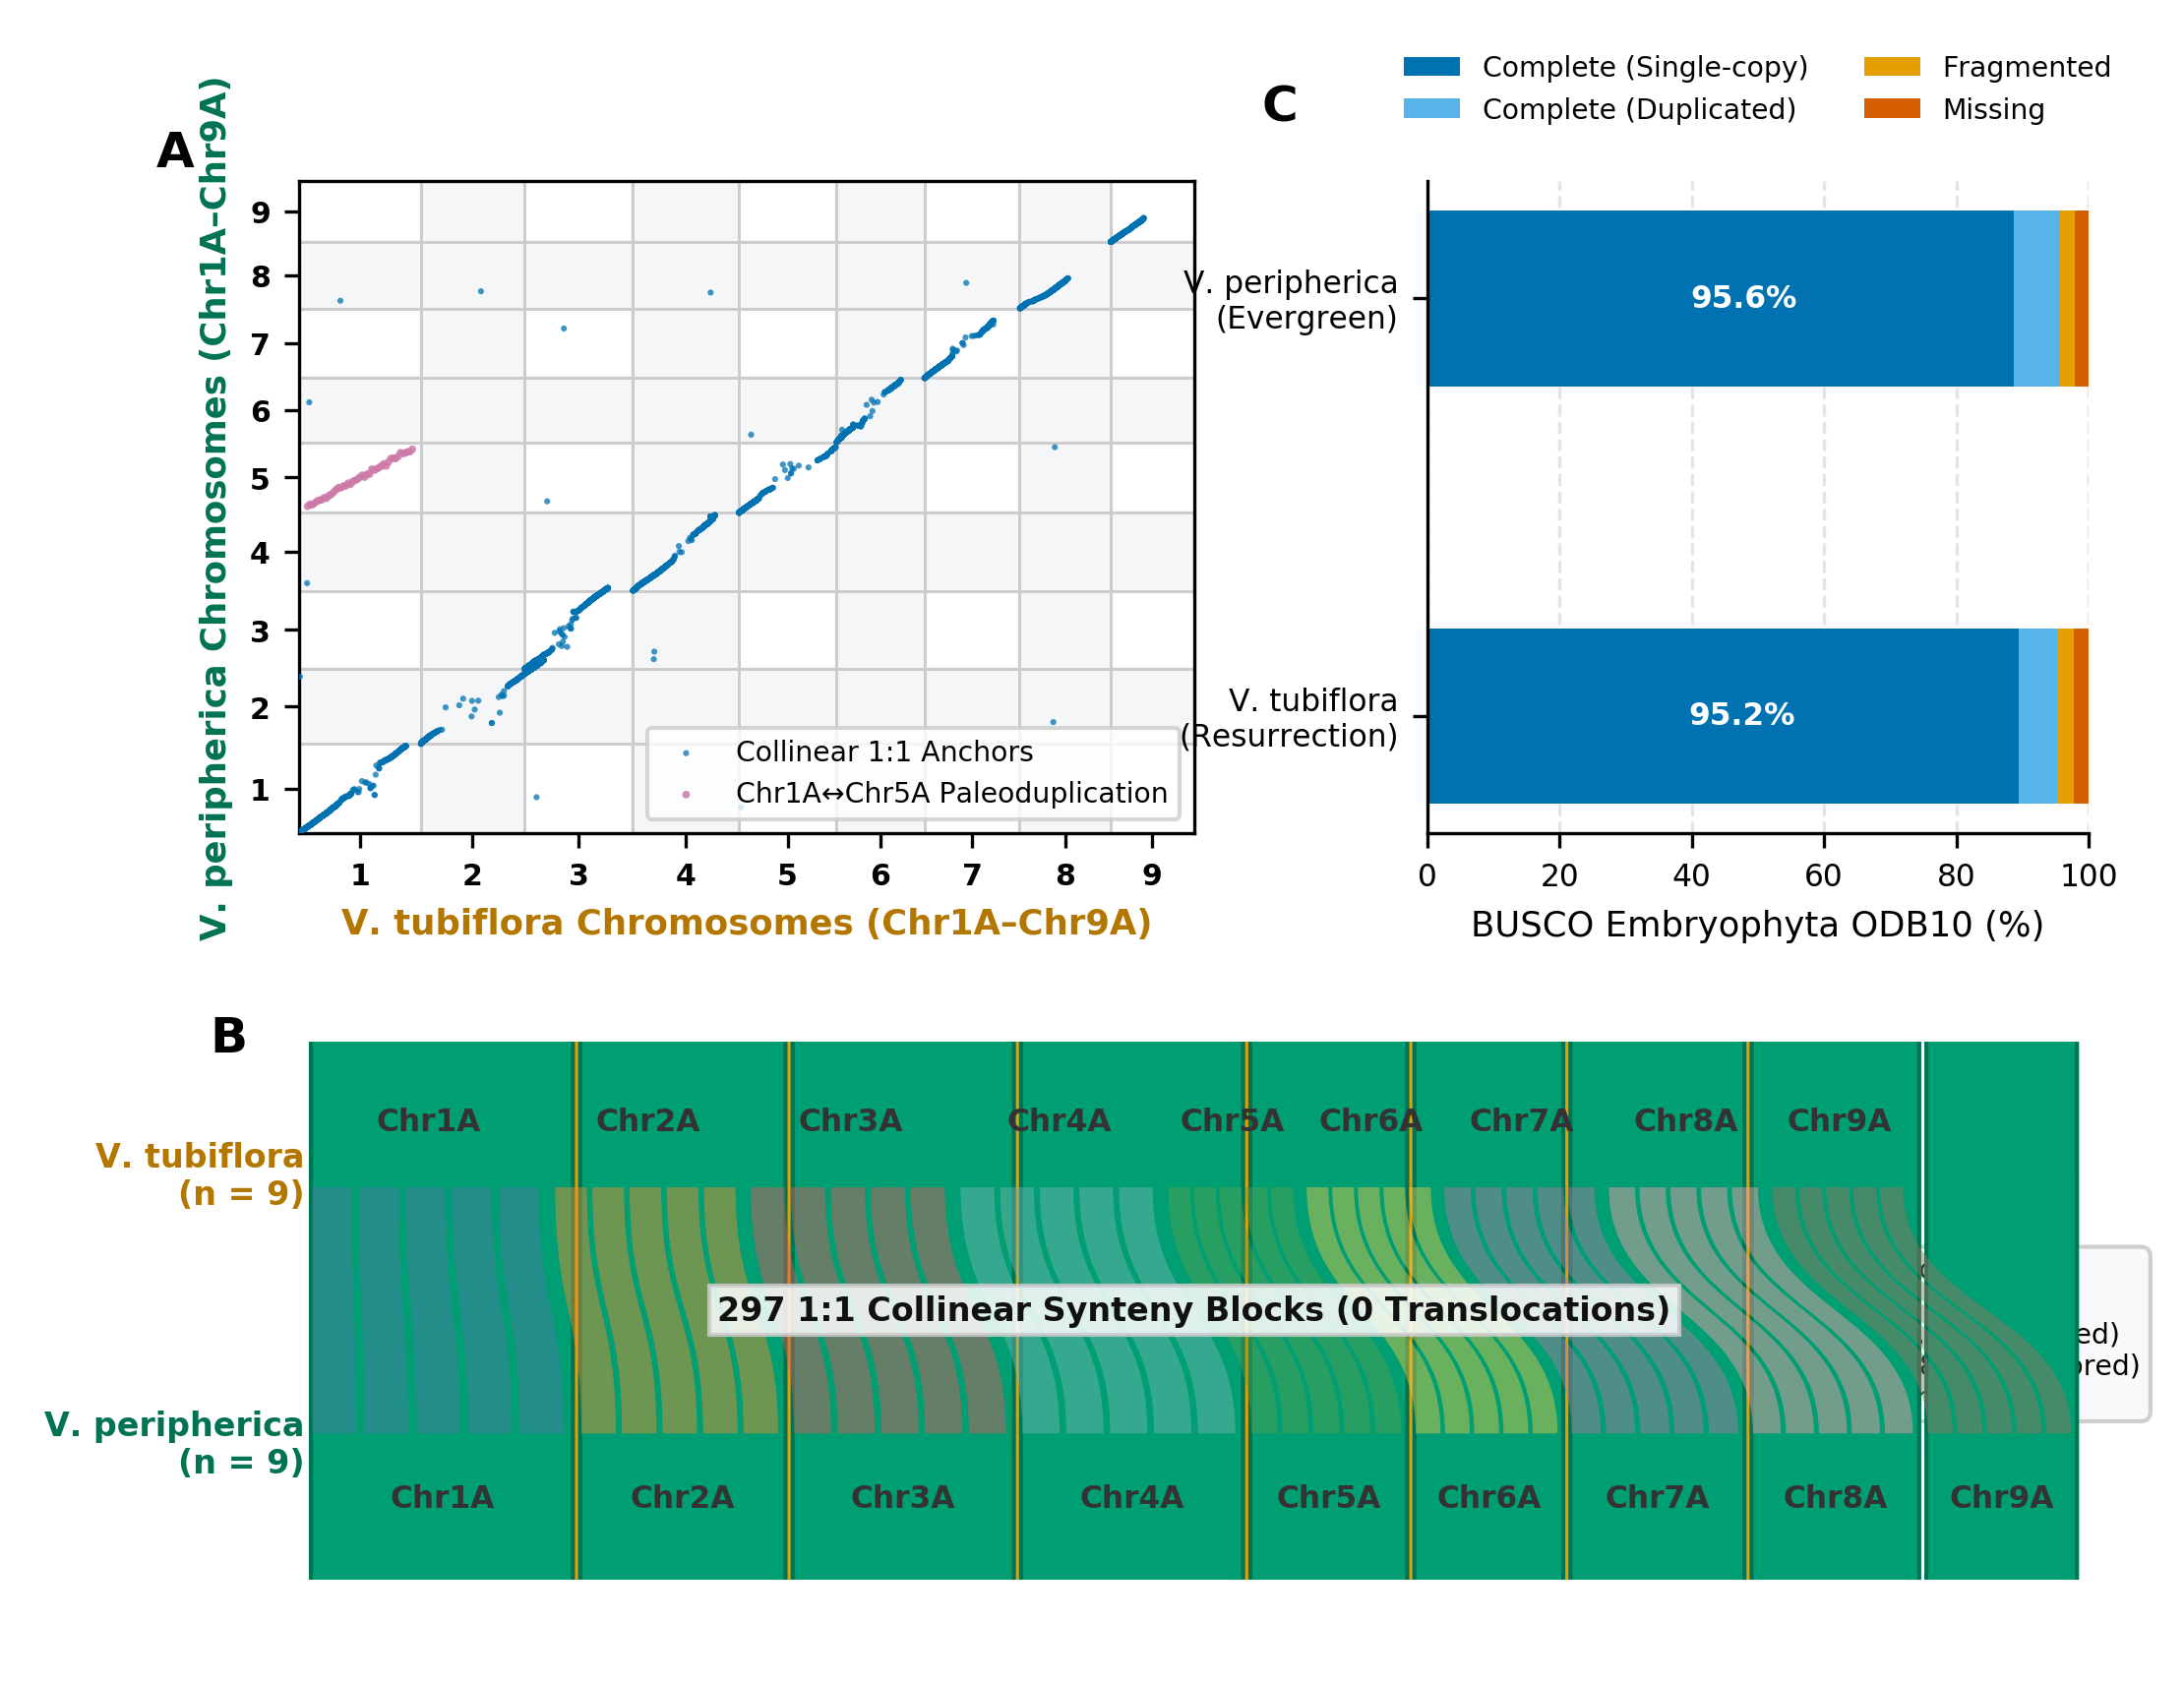 A
V. peripherica Chromosomes (Chr1A–Chr9A)
9
8
7
6
5
4
3
2
1
Collinear 1:1 Anchors
Chr1A↔Chr5A Paleoduplication
1 2 3 4 5 6 7 8 9
V. tubiflora Chromosomes (Chr1A–Chr9A)
C
Complete (Single-copy)
Complete (Duplicated)
Fragmented
Missing
V. peripherica
(Evergreen)
95.6%
V. tubiflora
(Resurrection)
95.2%
0 20 40 60 80 100
BUSCO Embryophyta ODB10 (%)
B
Chr1A Chr2A Chr3A Chr4A Chr5A Chr6A Chr7A Chr8A Chr9A
V. tubiflora
(n = 9)
297 1:1 Collinear Synteny Blocks (0 Translocations)
V. peripherica
(n = 9)
Chr1A Chr2A Chr3A Chr4A Chr5A Chr6A Chr7A Chr8A Chr9A